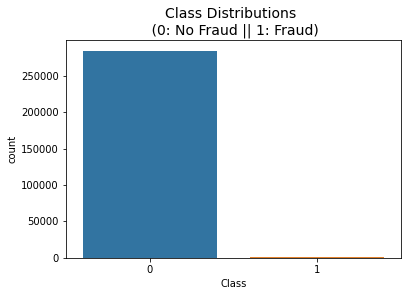 Class Distributions
(0: No Fraud || 1: Fraud)
250000
200000
150000
100000
50000
0
count
0 1
Class